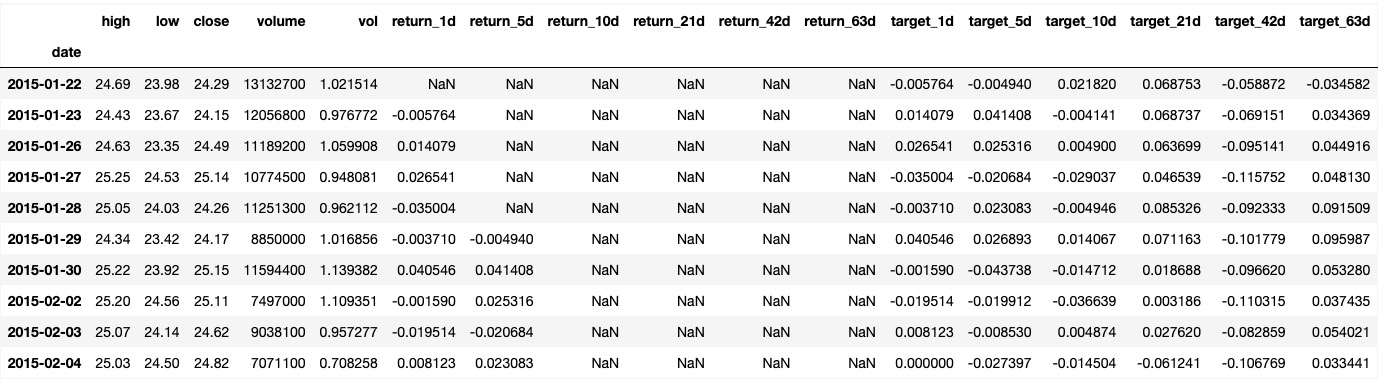 high low close volume vol return_1d return_5d return_10d return_21d return_42d return_63d target_1d target_5d target_10d target_21d target_42d target_63d
date
2015-01-22 24.69 23.98 24.29 13132700 1.021514 NaN NaN NaN NaN NaN NaN -0.005764 -0.004940 0.021820 0.068753 -0.058872 -0.034582
2015-01-23 24.43 23.67 24.15 12056800 0.976772 -0.005764 NaN NaN NaN NaN NaN 0.014079 0.041408 -0.004141 0.068737 -0.069151 0.034369
2015-01-26 24.63 23.35 24.49 11189200 1.059908 0.014079 NaN NaN NaN NaN NaN 0.026541 0.025316 0.004900 0.063699 -0.095141 0.044916
2015-01-27 25.25 24.53 25.14 10774500 0.948081 0.026541 NaN NaN NaN NaN NaN -0.035004 -0.020684 -0.029037 0.046539 -0.115752 0.048130
2015-01-28 25.05 24.03 24.26 11251300 0.962112 -0.035004 NaN NaN NaN NaN NaN -0.003710 0.023083 -0.004946 0.085326 -0.092333 0.091509
2015-01-29 24.34 23.42 24.17 8850000 1.016856 -0.003710 -0.004940 NaN NaN NaN NaN 0.040546 0.026893 0.014067 0.071163 -0.101779 0.095987
2015-01-30 25.22 23.92 25.15 11594400 1.139382 0.040546 0.041408 NaN NaN NaN NaN -0.001590 -0.043738 -0.014712 0.018688 -0.096620 0.053280
2015-02-02 25.20 24.56 25.11 7497000 1.109351 -0.001590 0.025316 NaN NaN NaN NaN -0.019514 -0.019912 -0.036639 0.003186 -0.110315 0.037435
2015-02-03 25.07 24.14 24.62 9038100 0.957277 -0.019514 -0.020684 NaN NaN NaN NaN 0.008123 -0.008530 0.004874 0.027620 -0.082859 0.054021
2015-02-04 25.03 24.50 24.82 7071100 0.708258 0.008123 0.023083 NaN NaN NaN NaN 0.000000 -0.027397 -0.014504 -0.061241 -0.106769 0.033441